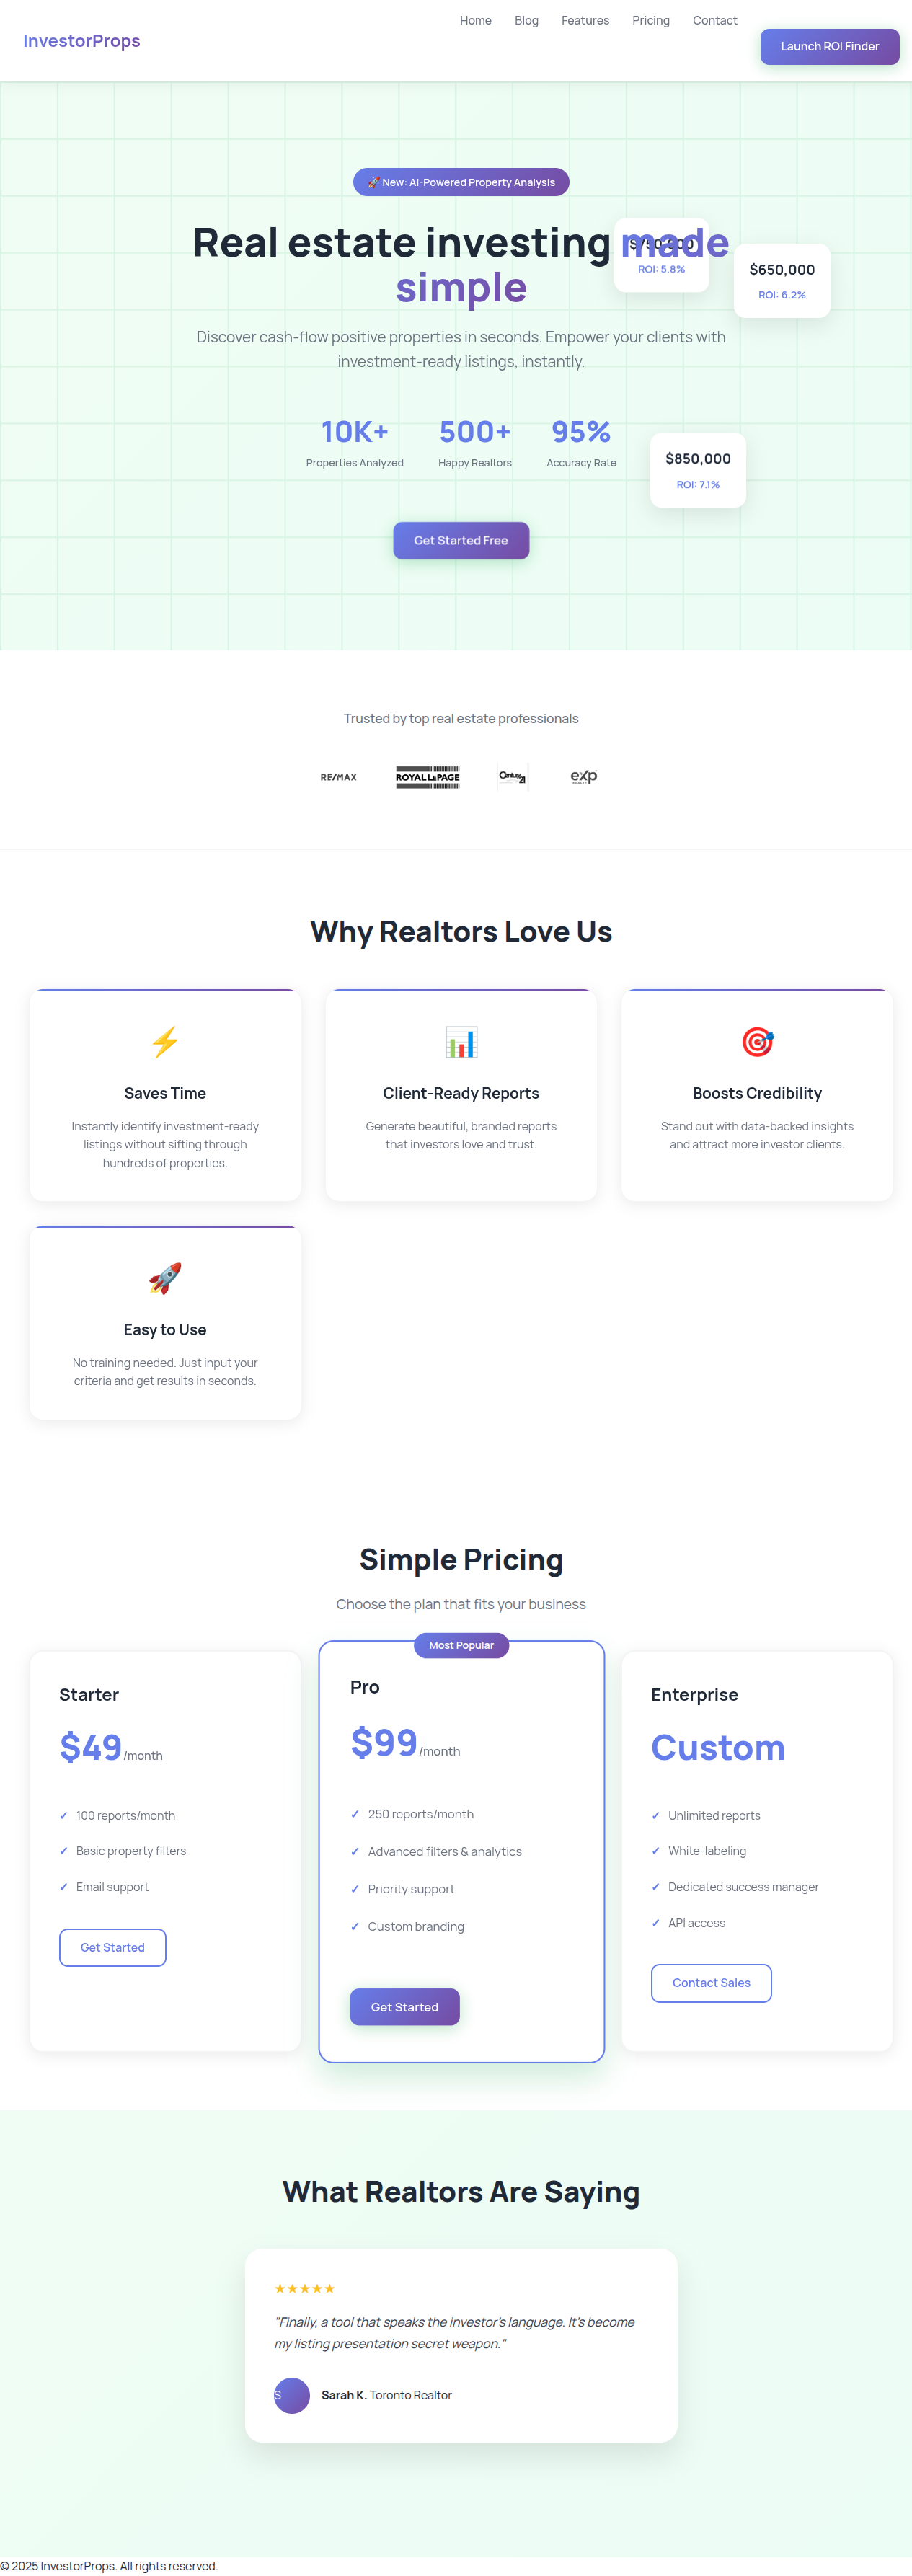 InvestorProps
Home
Blog
Features
Pricing
Contact
Launch ROI Finder
🚀 New: AI-Powered Property Analysis
Real estate investing made
simple
$750,000
ROI: 5.8%
$650,000
ROI: 6.2%
Discover cash-flow positive properties in seconds. Empower your clients with
investment-ready listings, instantly.
10K+
Properties Analyzed
500+
Happy Realtors
95%
Accuracy Rate
$850,000
ROI: 7.1%
Get Started Free
Trusted by top real estate professionals
RE/MAX
ROYAL LEPAGE
Century 21
exp
REALTY
Why Realtors Love Us
Saves Time
Instantly identify investment-ready
listings without sifting through
hundreds of properties.
Client-Ready Reports
Generate beautiful, branded reports
that investors love and trust.
Boosts Credibility
Stand out with data-backed insights
and attract more investor clients.
Easy to Use
No training needed. Just input your
criteria and get results in seconds.
Simple Pricing
Choose the plan that fits your business
Starter
$49/month
✓ 100 reports/month
✓ Basic property filters
✓ Email support
Get Started
Most Popular
Pro
$99/month
✓ 250 reports/month
✓ Advanced filters & analytics
✓ Priority support
✓ Custom branding
Get Started
Enterprise
Custom
✓ Unlimited reports
✓ White-labeling
✓ Dedicated success manager
✓ API access
Contact Sales
What Realtors Are Saying
★★★★★
"Finally, a tool that speaks the investor's language. It's become
my listing presentation secret weapon."
S
Sarah K. Toronto Realtor
© 2025 InvestorProps. All rights reserved.